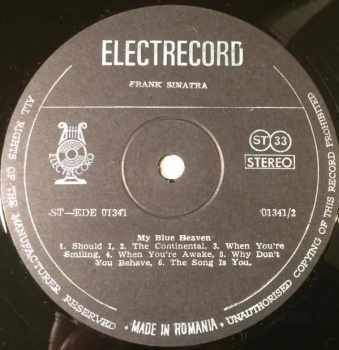 ELECTRECORD
FRANK SINATRA
ELECTRECORD
ST 33
STEREO
ST—EDE 01341
01341/2
My Blue Heaven
1. Should I, 2. The Continental, 3. When You're
Smiling, 4. When You're Awake, 5. Why Don't
You Behave, 6. The Song Is You.
ALL RIGHTS OF THE MANUFACTURER RESERVED
• MADE IN ROMANIA •
UNAUTHORISED COPYING OF THIS RECORD PROHIBITED